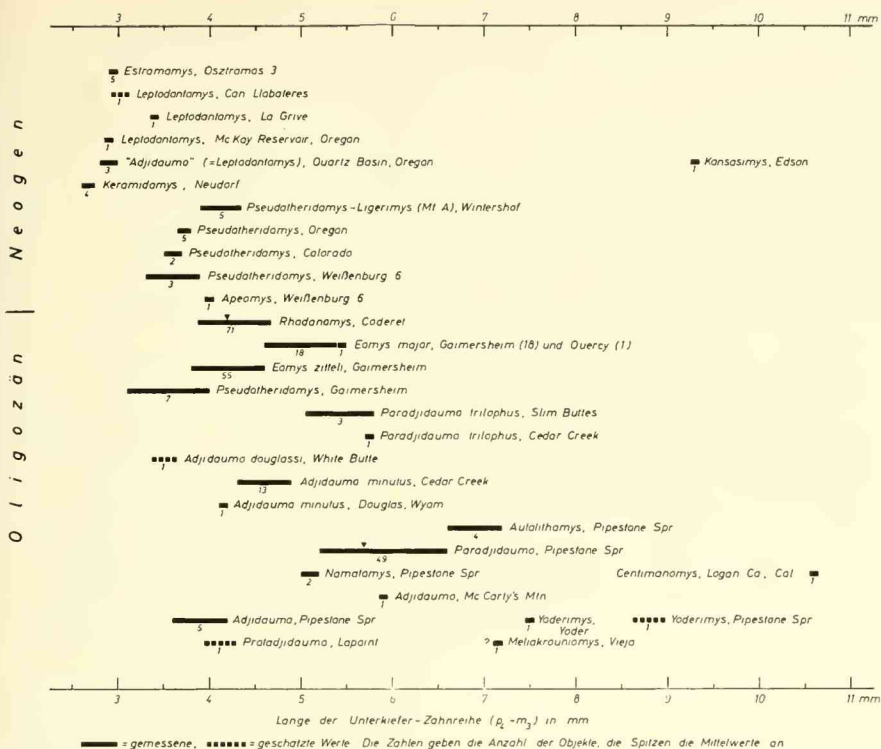 3 4 5 6 7 8 9 10 11 mm
Neogen
Oligozän
5 Estramomys, Osztramos 3
1 Leptodontomys, Can Llobateres
1 Leptodontomys, La Grive
1 Leptodontomys, Mc Kay Reservoir, Oregon
3 "Adjidaumo" (=Leptodontomys), Quartz Basin, Oregon
1 Kansasimys, Edson
4 Keramidomys, Neudorf
5 Pseudotheridomys-Ligerimys (Mt A), Wintershof
5 Pseudotheridomys, Oregon
2 Pseudotheridomys, Colorado
3 Pseudotheridomys, Weißenburg 6
1 Apeomys, Weißenburg 6
71 Rhodanomys, Coderet
18 1 Eomys major, Gaimersheim (18) und Quercy (1)
55 Eomys zitteli, Gaimersheim
7 Pseudotheridomys, Gaimersheim
3 Paradjidaumo trilophus, Slim Buttes
1 Paradjidaumo trilophus, Cedar Creek
1 Adjidaumo douglassi, White Butte
13 Adjidaumo minutus, Cedar Creek
1 Adjidaumo minutus, Douglas, Wyom
4 Aulolithomys, Pipestone Spr
49 Paradjidaumo, Pipestone Spr
2 Namatomys, Pipestone Spr
Centimanomys, Logan Co, Cal 1
1 Adjidaumo, Mc Carty's Mtn
5 Adjidaumo, Pipestone Spr
1 Yoderimys, Yoder
1 Yoderimys, Pipestone Spr
1 Protadjidaumo, Lapoint
? 1 Meliakrouniomys, Vieja
3 4 5 6 7 8 9 10 11 mm
Länge der Unterkiefer-Zahnreihe (p₄-m₃) in mm
= gemessene, = geschätzte Werte Die Zahlen geben die Anzahl der Objekte, die Spitzen die Mittelwerte an